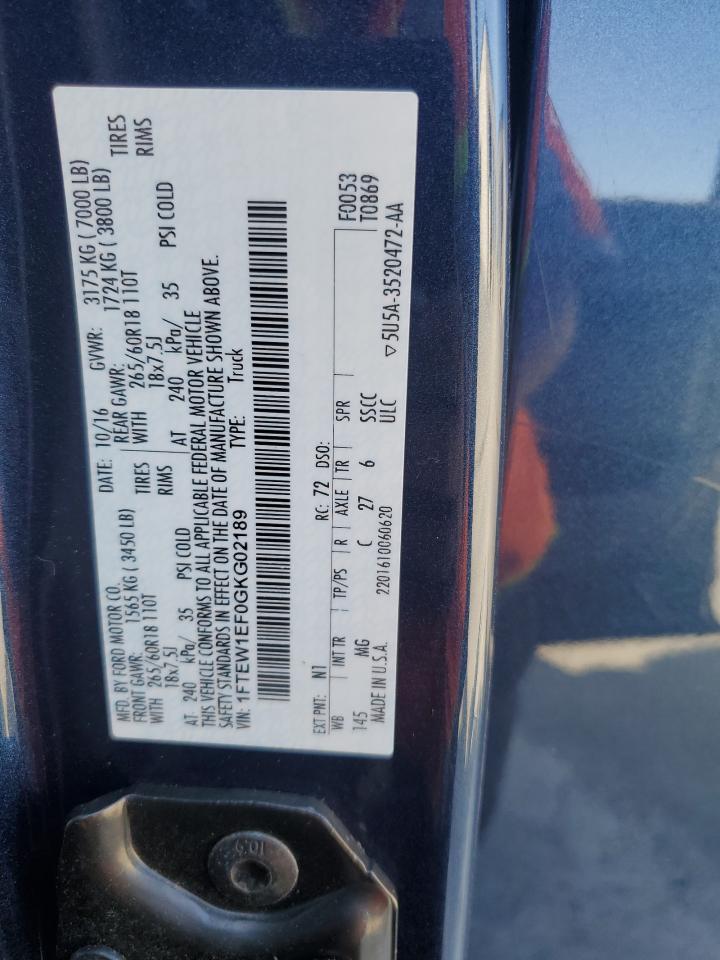 MFD. BY FORD MOTOR CO. DATE: 10/16 GVWR: 3175 KG ( 7000 LB)
FRONT GAWR: 1565 KG ( 3450 LB) REAR GAWR: 1724 KG ( 3800 LB)
WITH 265/60R18 110T TIRES WITH 265/60R18 110T TIRES
18x7.5J RIMS 18x7.5J RIMS
AT 240 kPa/ 35 PSI COLD AT 240 kPa/ 35 PSI COLD
THIS VEHICLE CONFORMS TO ALL APPLICABLE FEDERAL MOTOR VEHICLE
SAFETY STANDARDS IN EFFECT ON THE DATE OF MANUFACTURE SHOWN ABOVE.
VIN: 1FTEW1EF0GKG02189 TYPE: Truck
EXT PNT: N1 RC: 72 DSO: F0053
WB INT TR TP/PS R AXLE TR SPR T0869
145 MG C 27 6 SSCC
MADE IN U.S.A. 2201610060620 ULC ▽5U5A-3520472-AA
10.9